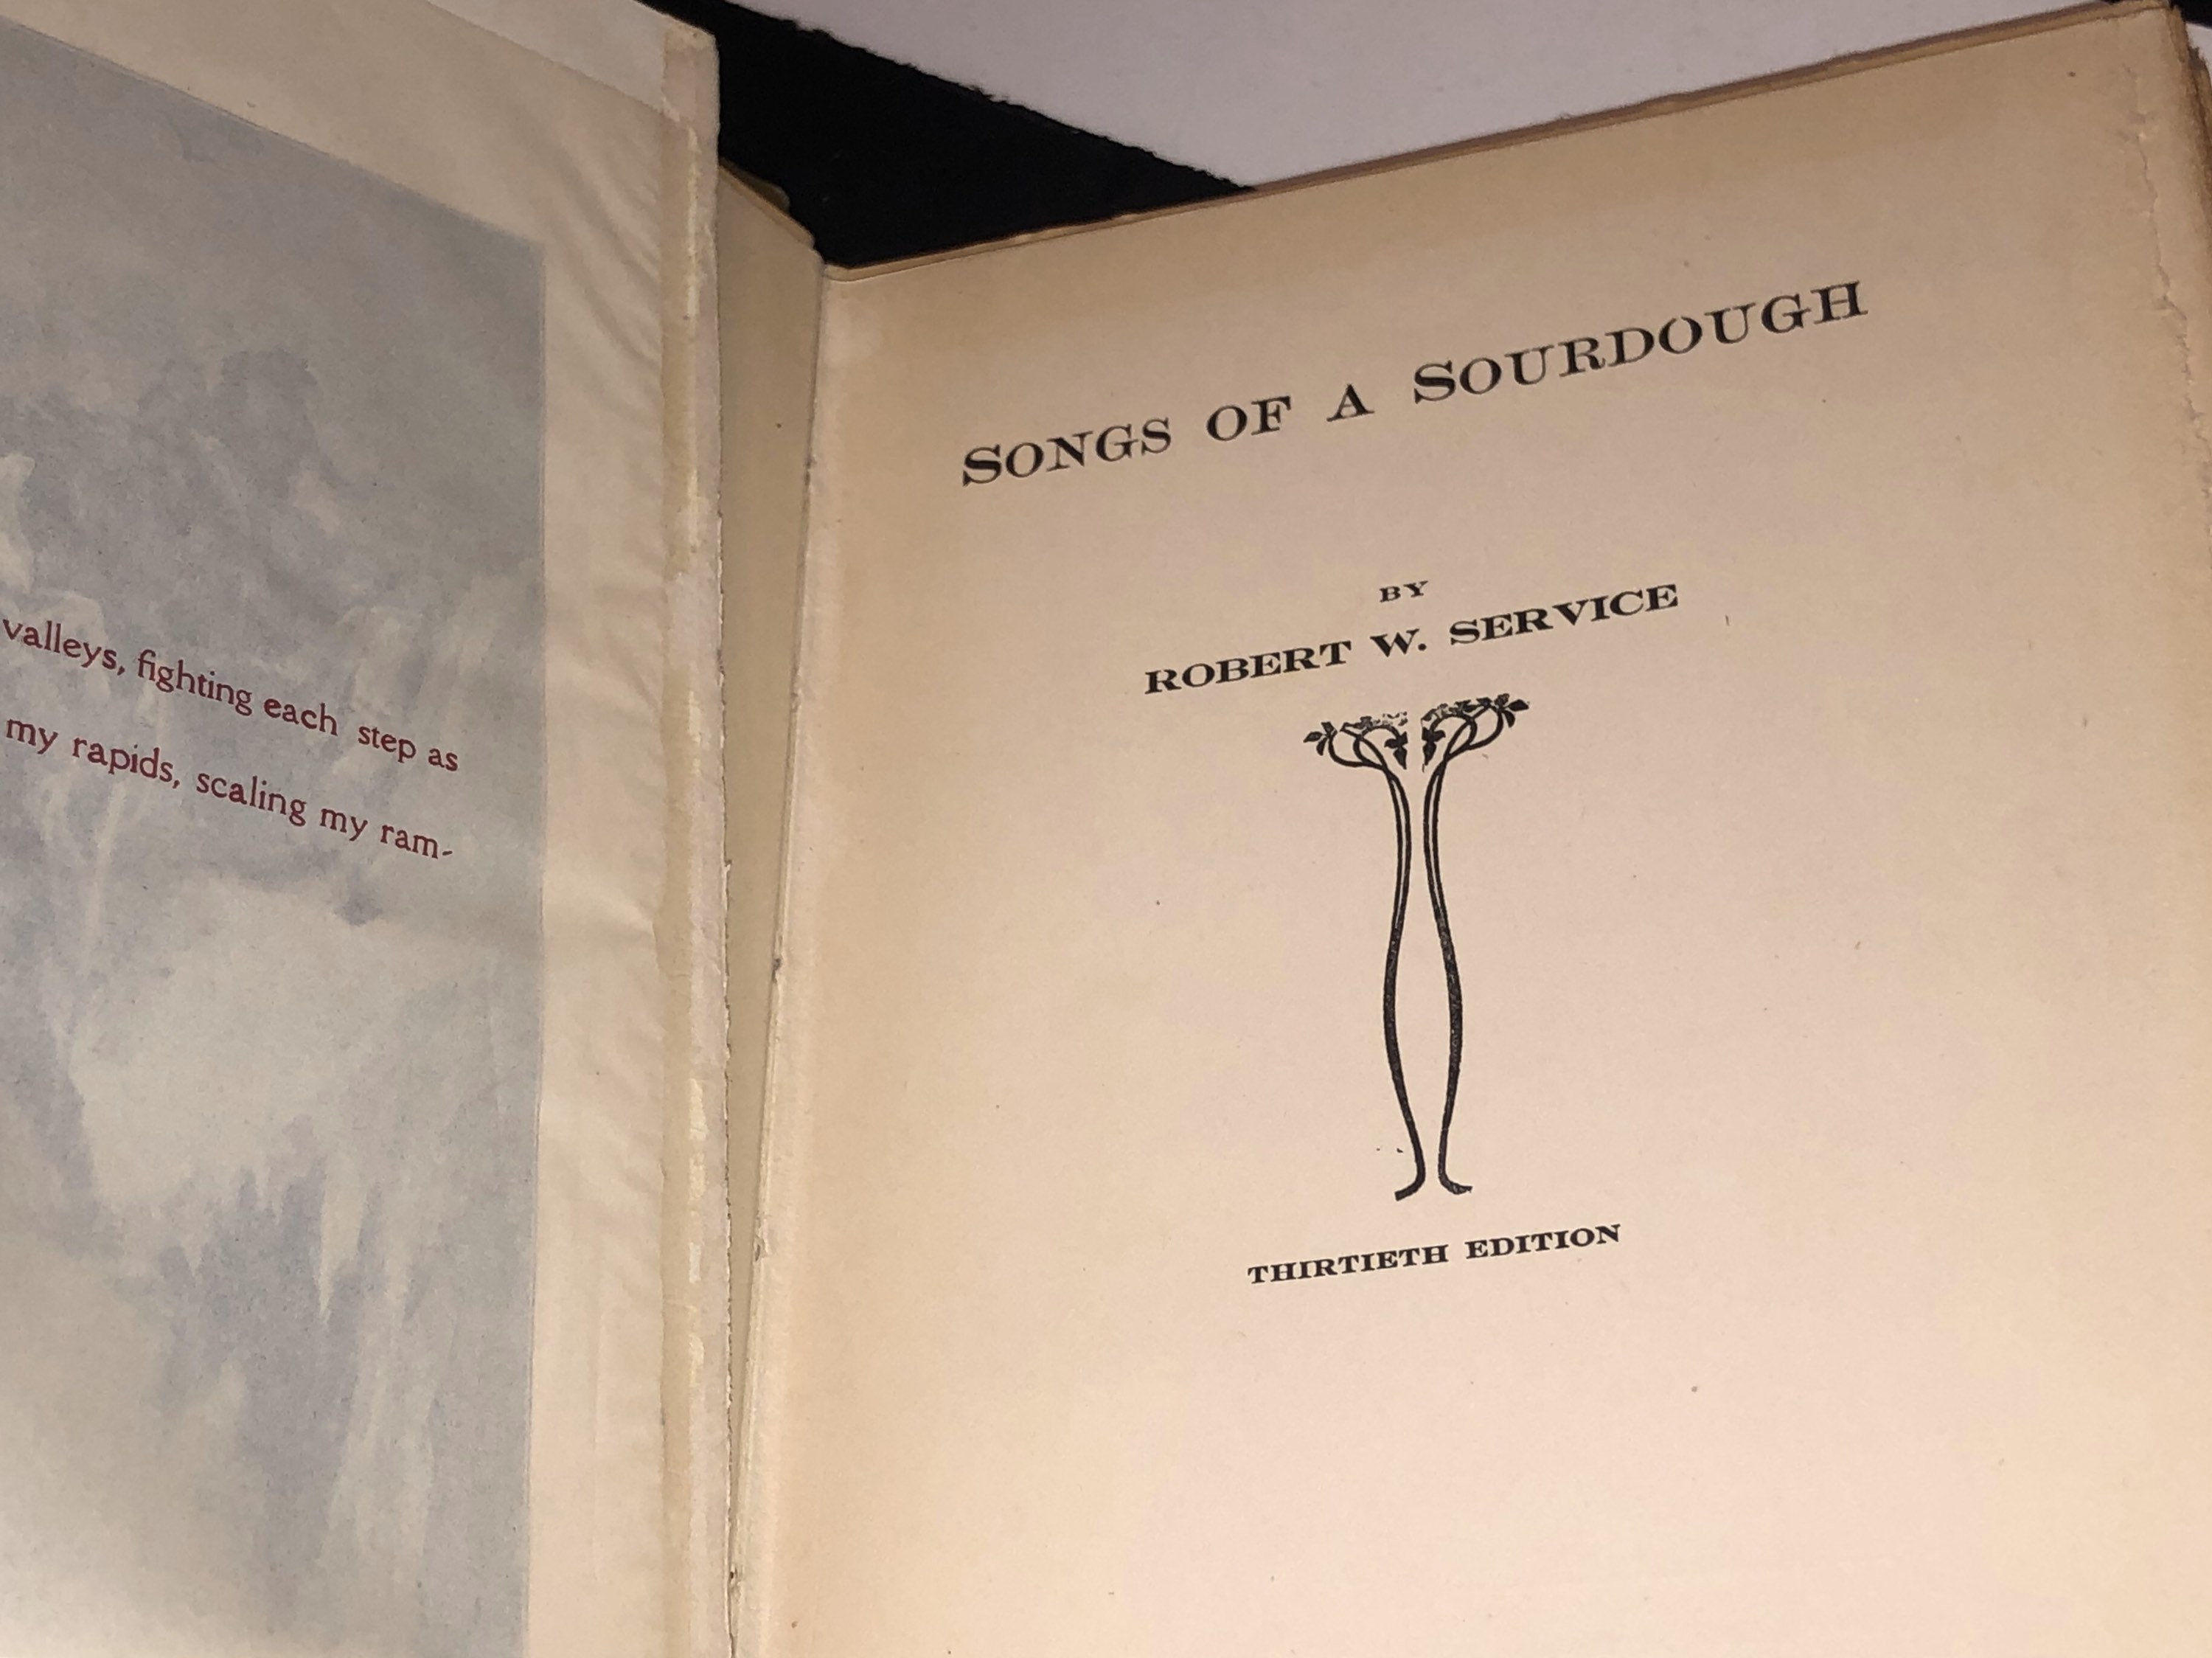 valleys, fighting each step as
my rapids, scaling my ram-
SONGS OF A SOURDOUGH
BY
ROBERT W. SERVICE
THIRTIETH EDITION